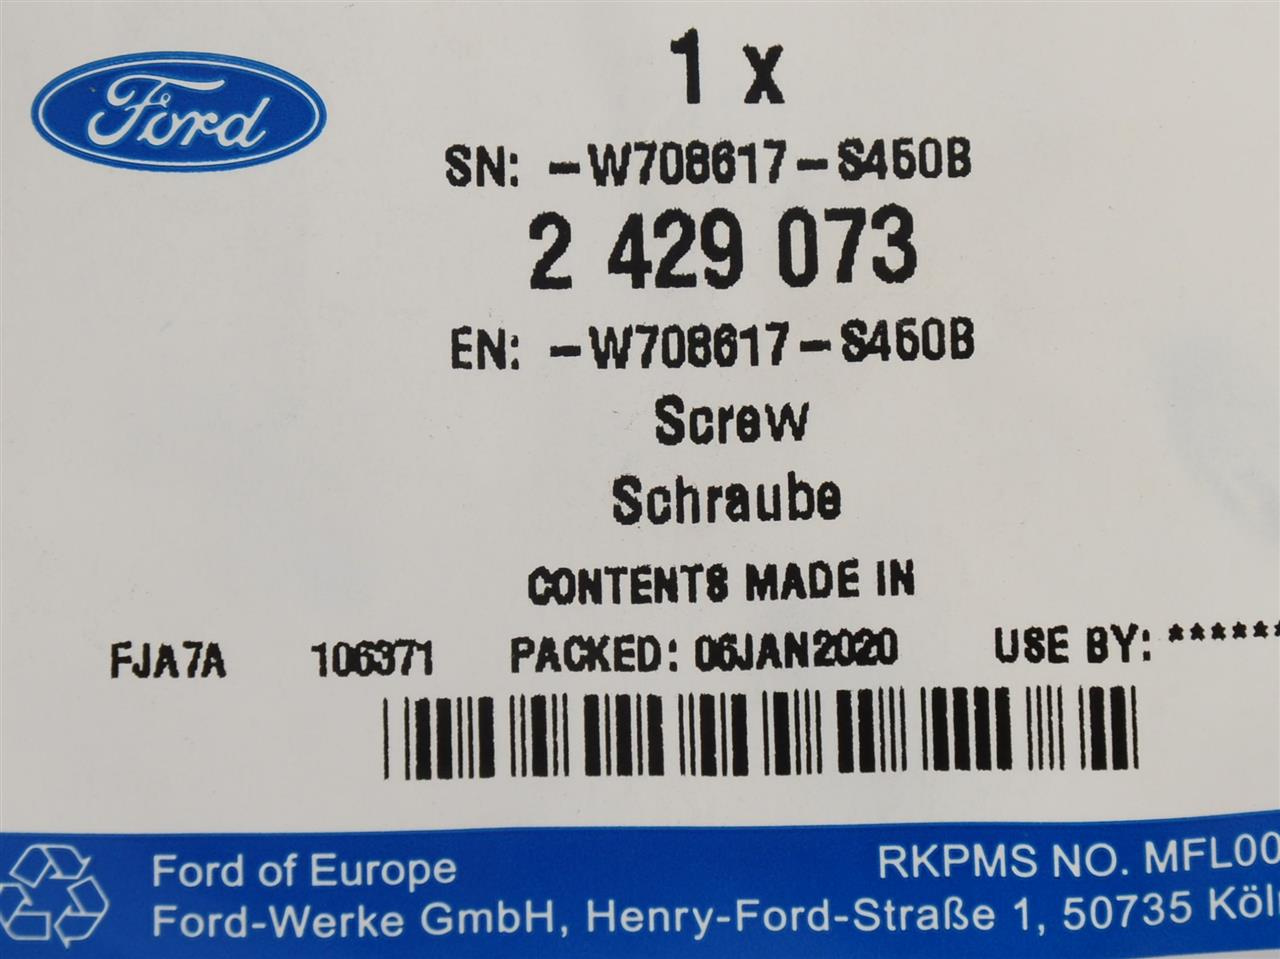 Ford
1 x
SN: -W708617-S450B
2 429 073
EN: -W708617-S450B
Screw
Schraube
CONTENTS MADE IN
FJA7A 106371 PACKED: 06JAN2020 USE BY: ******
Ford of Europe RKPMS NO. MFL00
Ford-Werke GmbH, Henry-Ford-Straße 1, 50735 Köl